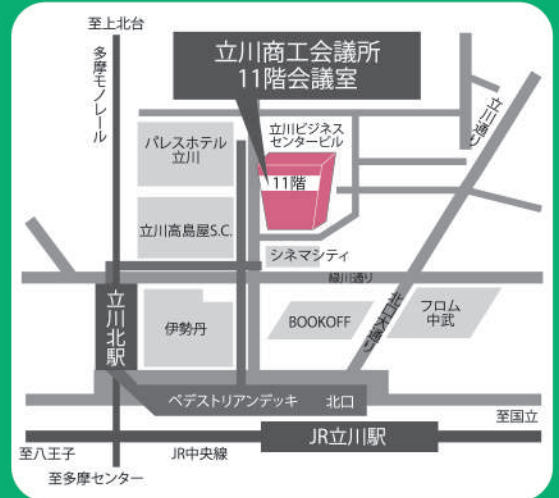 至上北台
多摩モノレール
立川商工会議所
11階会議室
立川通り
パレスホテル
立川
立川ビジネス
センタービル
11階
立川高島屋S.C.
シネマシティ
緑川通り
立川北駅
伊勢丹
BOOKOFF
北口大通り
フロム
中武
ペデストリアンデッキ 北口
至国立
JR立川駅
至八王子
JR中央線
至多摩センター